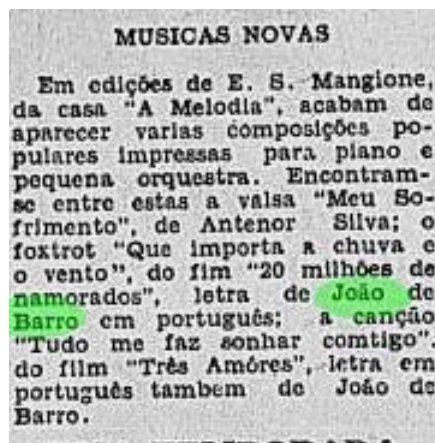 MUSICAS NOVAS
Em edições de E. S. Mangione,
da casa "A Melodia", acabam de
aparecer varias composições po-
pulares impressas para piano e
pequena orquestra. Encontram-
se entre estas a valsa "Meu So-
frimento", de Antenor Silva; o
foxtrot "Que importa a chuva e
o vento", do fim "20 milhões de
namorados", letra de João de
Barro em português; a canção
"Tudo me faz sonhar comtigo".
do film "Três Amôres", letra em
português tambem de João de
Barro.